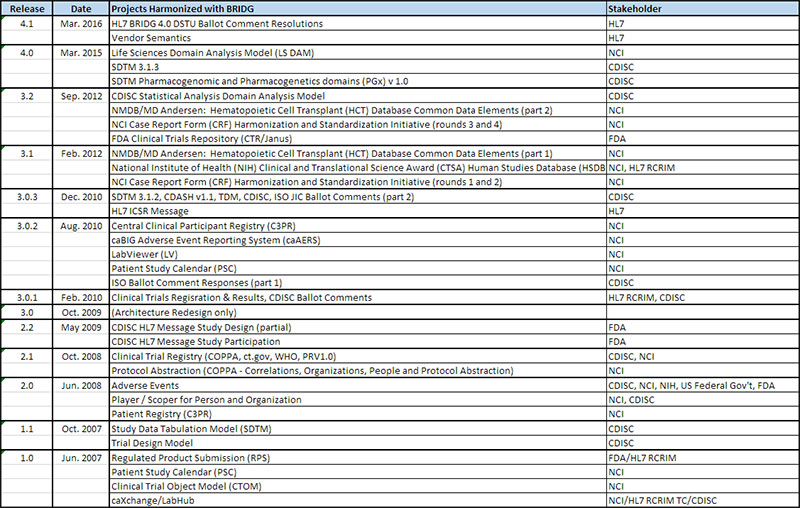 Release Date Projects Harmonized with BRIDG Stakeholder
4.1 Mar. 2016 HL7 BRIDG 4.0 DSTU Ballot Comment Resolutions HL7
Vendor Semantics HL7
4.0 Mar. 2015 Life Sciences Domain Analysis Model (LS DAM) NCI
SDTM 3.1.3 CDISC
SDTM Pharmacogenomic and Pharmacogenetics domains (PGx) v 1.0 CDISC
3.2 Sep. 2012 CDISC Statistical Analysis Domain Analysis Model CDISC
NMDB/MD Andersen: Hematopoietic Cell Transplant (HCT) Database Common Data Elements (part 2) NCI
NCI Case Report Form (CRF) Harmonization and Standardization Initiative (rounds 3 and 4) NCI
FDA Clinical Trials Repository (CTR/Janus) FDA
3.1 Feb. 2012 NMDB/MD Andersen: Hematopoietic Cell Transplant (HCT) Database Common Data Elements (part 1) NCI
National Institute of Health (NIH) Clinical and Translational Science Award (CTSA) Human Studies Database (HSDB NCI, HL7 RCRIM
NCI Case Report Form (CRF) Harmonization and Standardization Initiative (rounds 1 and 2) NCI
3.0.3 Dec. 2010 SDTM 3.1.2, CDASH v1.1, TDM, CDISC, ISO JIC Ballot Comments (part 2) CDISC
HL7 ICSR Message HL7
3.0.2 Aug. 2010 Central Clinical Participant Registry (C3PR) NCI
caBIG Adverse Event Reporting System (caAERS) NCI
LabViewer (LV) NCI
Patient Study Calendar (PSC) NCI
ISO Ballot Comment Responses (part 1) CDISC
3.0.1 Feb. 2010 Clinical Trials Regisration & Results, CDISC Ballot Comments HL7 RCRIM, CDISC
3.0 Oct. 2009 (Architecture Redesign only)
2.2 May 2009 CDISC HL7 Message Study Design (partial) FDA
CDISC HL7 Message Study Participation FDA
2.1 Oct. 2008 Clinical Trial Registry (COPPA, ct.gov, WHO, PRV1.0) CDISC, NCI
Protocol Abstraction (COPPA - Correlations, Organizations, People and Protocol Abstraction) NCI
2.0 Jun. 2008 Adverse Events CDISC, NCI, NIH, US Federal Gov't, FDA
Player / Scoper for Person and Organization NCI, CDISC
Patient Registry (C3PR) NCI
1.1 Oct. 2007 Study Data Tabulation Model (SDTM) CDISC
Trial Design Model CDISC
1.0 Jun. 2007 Regulated Product Submission (RPS) FDA/HL7 RCRIM
Patient Study Calendar (PSC) NCI
Clinical Trial Object Model (CTOM) NCI
caXchange/LabHub NCI/HL7 RCRIM TC/CDISC